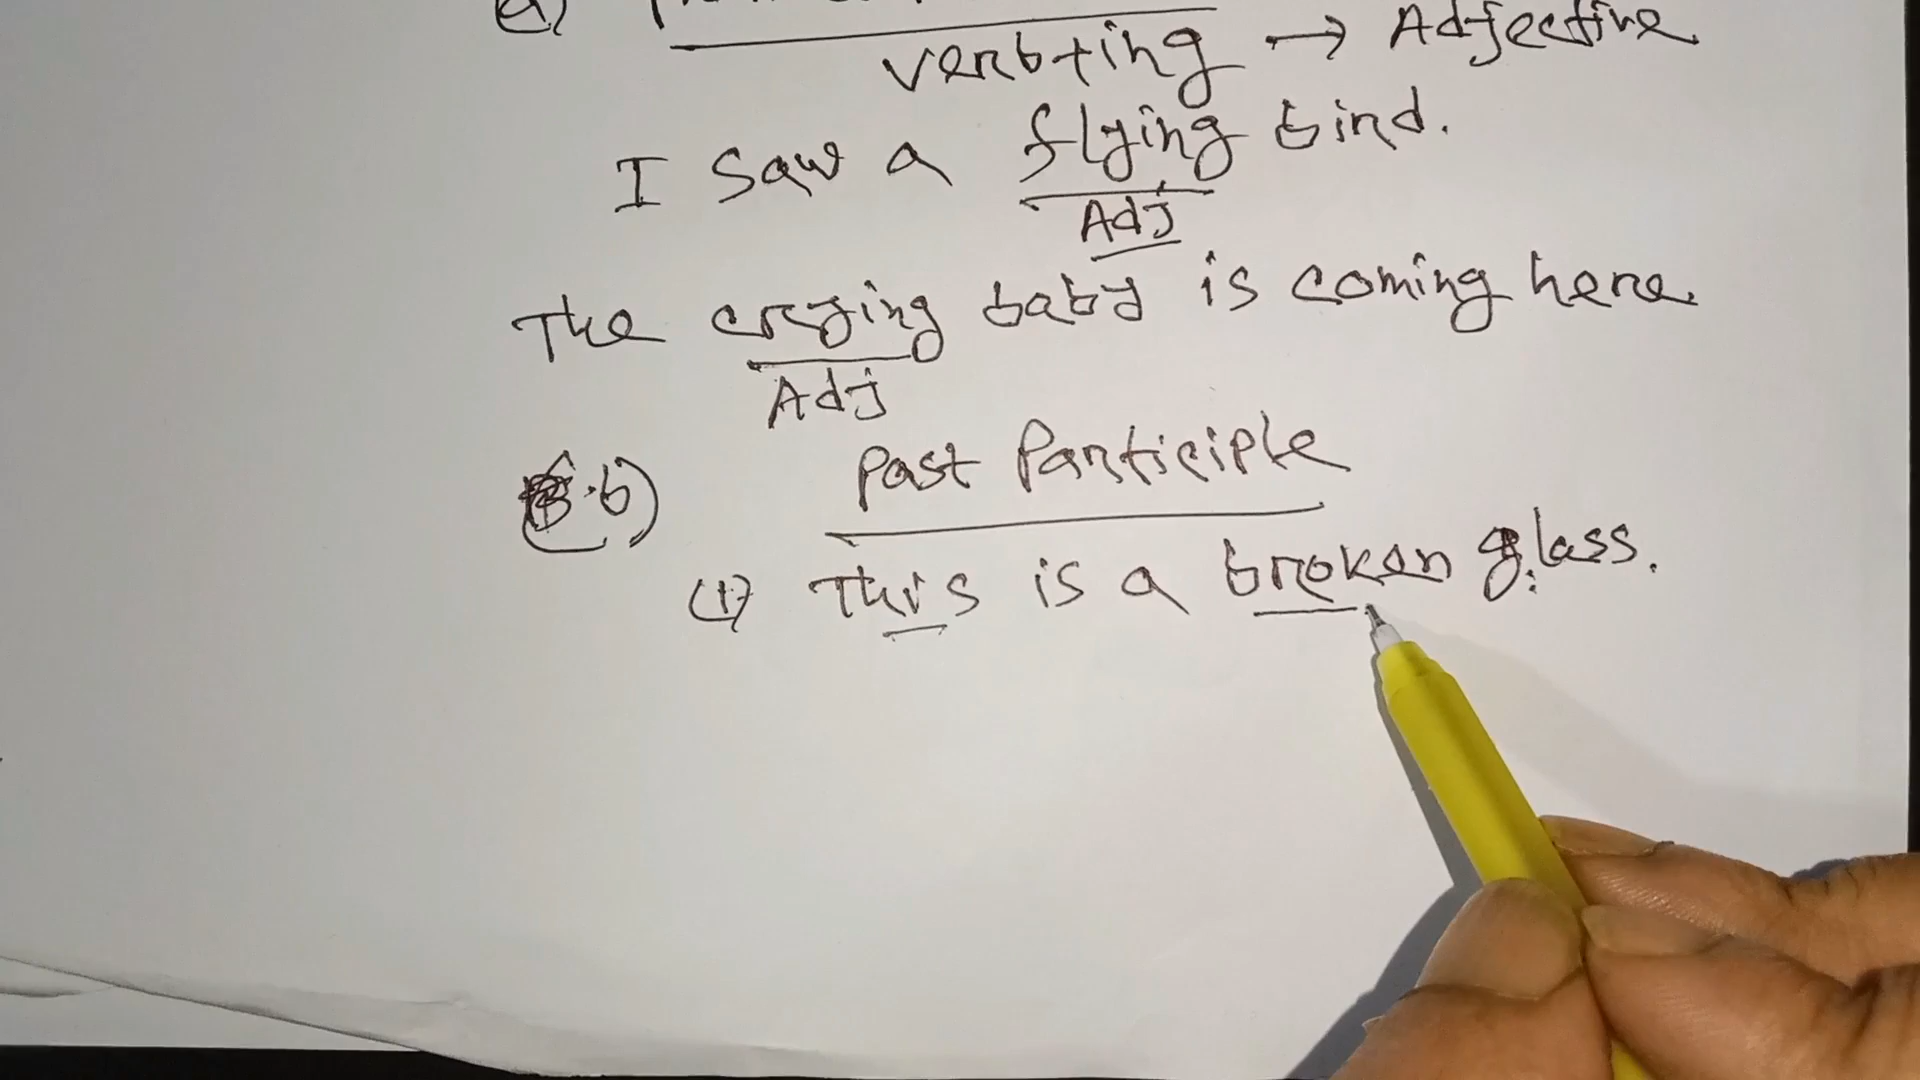 a)
verb+ing → Adjective
I saw a flying bird.
Adj
The crying baby is coming here.
Adj
b) Past Participle
(1) This is a broken glass.